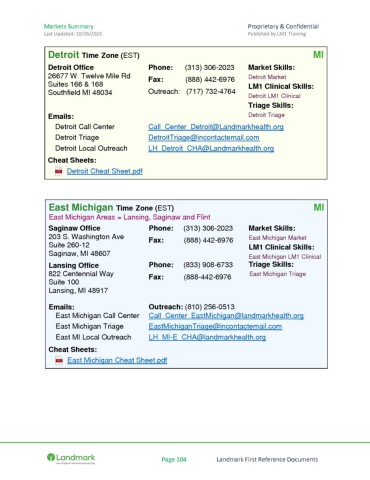 Markets Summary Proprietary & Confidential
Last Updated: 10/30/2023 Published by LM1 Training
Detroit Time Zone (EST) MI
Detroit Office Phone: (313) 306-2023 Market Skills:
26677 W. Twelve Mile Rd Fax: (888) 442-6976 Detroit Market
Suites 166 & 168 LM1 Clinical Skills:
Southfield MI 48034 Outreach: (717) 732-4764 Detroit LM1 Clinical
Triage Skills:
Emails: Detroit Triage
Detroit Call Center Call_Center_Detroit@Landmarkhealth.org
Detroit Triage DetroitTriage@incontactemail.com
Detroit Local Outreach LH_Detroit_CHA@Landmarkhealth.org
Cheat Sheets:
Detroit Cheat Sheet.pdf
East Michigan Time Zone (EST) MI
East Michigan Areas = Lansing, Saginaw and Flint
Saginaw Office Phone: (313) 306-2023 Market Skills:
203 S. Washington Ave Fax: (888) 442-6976 East Michigan Market
Suite 260-12 LM1 Clinical Skills:
Saginaw, MI 48607 East Michigan LM1 Clinical
Lansing Office Phone: (833) 908-6733 Triage Skills:
822 Centennial Way Fax: (888-442-6976 East Michigan Triage
Suite 100
Lansing, MI 48917
Emails: Outreach: (810) 256-0513
East Michigan Call Center Call_Center_EastMichigan@landmarkhealth.org
East Michigan Triage EastMichiganTriage@incontactemail.com
East MI Local Outreach LH_MI-E_CHA@landmarkhealth.org
Cheat Sheets:
East Michigan Cheat Sheet.pdf
Landmark Page 104 Landmark First Reference Documents